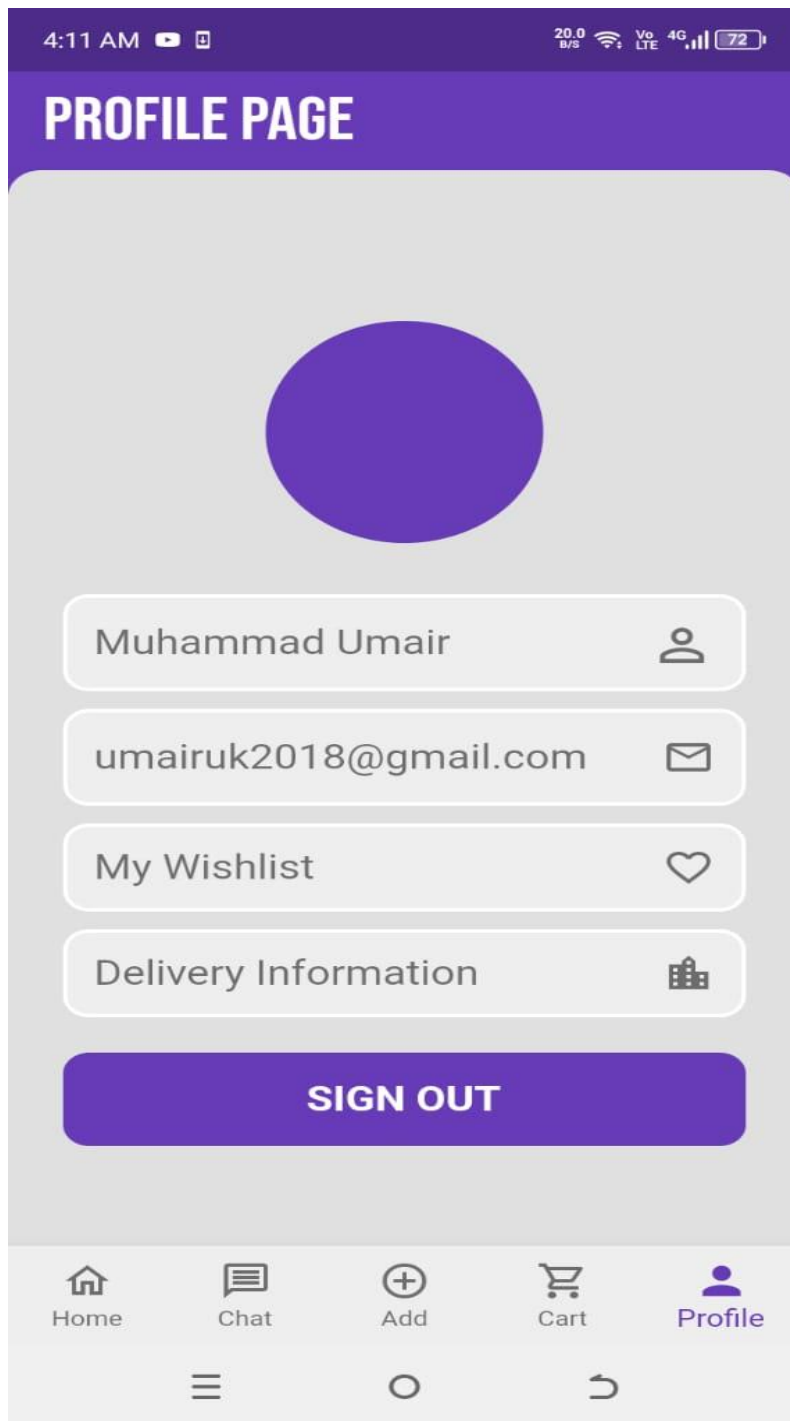 4:11 AM 20.0 B/S Vo LTE 4G 72
PROFILE PAGE
Muhammad Umair
umairuk2018@gmail.com
My Wishlist
Delivery Information
SIGN OUT
Home Chat Add Cart Profile